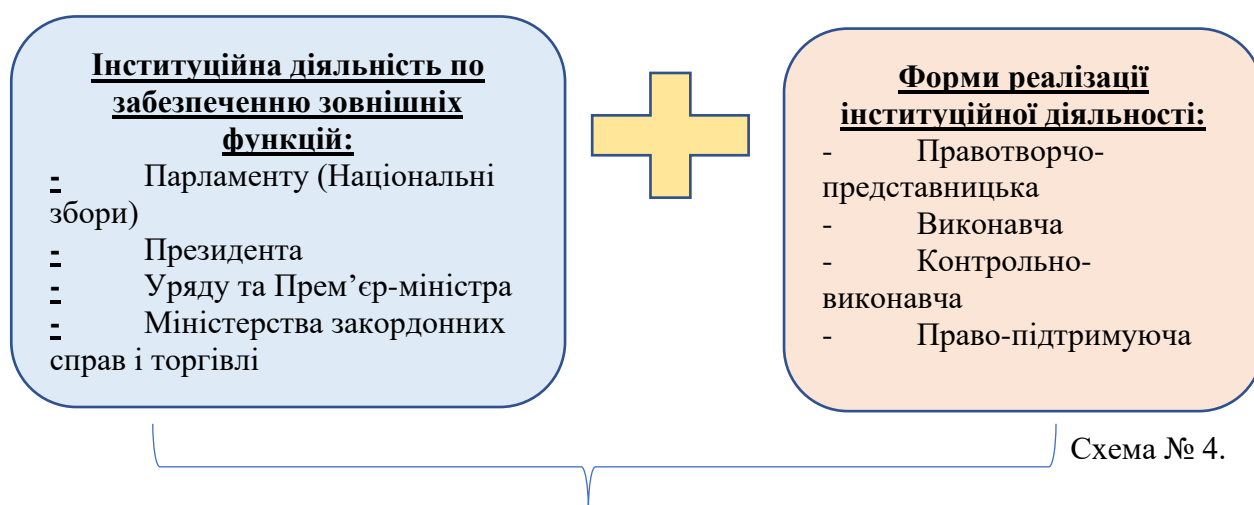 Інституційна діяльність по
забезпеченню зовнішніх
функцій:
- Парламенту (Національні
збори)
- Президента
- Уряду та Прем’єр-міністра
- Міністерства закордонних
справ і торгівлі
Форми реалізації
інституційної діяльності:
- Правотворчо-
представницька
- Виконавча
- Контрольно-
виконавча
- Право-підтримуюча
Схема № 4.